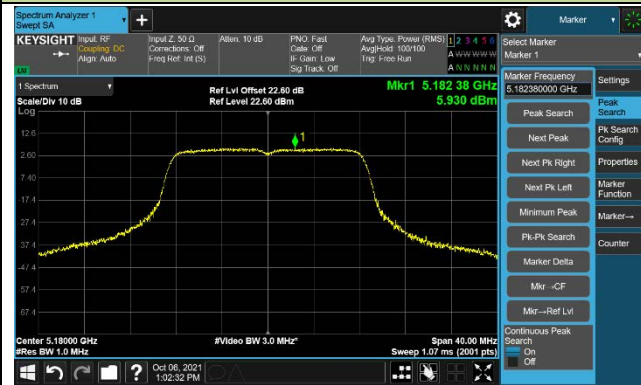 Spectrum Analyzer 1
Swept SA
+
Marker
KEYSIGHT
Input: RF
Coupling: DC
Align: Auto
Input Z: 50 Ω
Corrections: Off
Freq Ref: Int (S)
Atten: 10 dB
PNO: Fast
Gate: Off
IF Gain: Low
Sig Track: Off
Avg Type: Power (RMS)
Avg|Hold: 100/100
Trig: Free Run
1 2 3 4 5 6
A W W W W W
A N N N N N
Select Marker
Marker 1
1 Spectrum
Scale/Div 10 dB
Log
Ref Lvl Offset 22.60 dB
Ref Level 22.60 dBm
Mkr1 5.182 38 GHz
5.930 dBm
12.6
2.60
-7.40
-17.4
-27.4
-37.4
-47.4
-57.4
-67.4
1
Center 5.18000 GHz
#Res BW 1.0 MHz
#Video BW 3.0 MHz*
Span 40.00 MHz
Sweep 1.07 ms (2001 pts)
Marker Frequency
5.182380000 GHz
Peak Search
Next Peak
Next Pk Right
Next Pk Left
Minimum Peak
Pk-Pk Search
Marker Delta
Mkr→CF
Mkr→Ref Lvl
Continuous Peak
Search
On
Off
Settings
Peak
Search
Pk Search
Config
Properties
Marker
Function
Marker→
Counter
?
Oct 06, 2021
1:02:32 PM